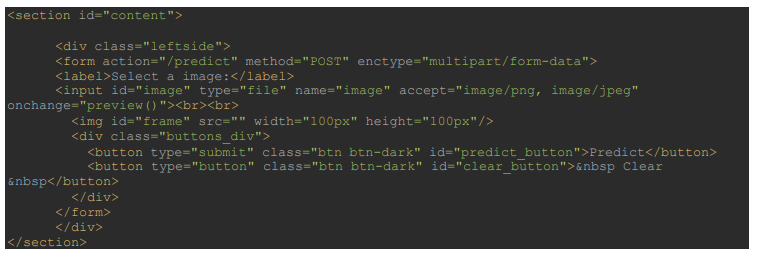 <section id="content">
<div class="leftside">
<form action="/predict" method="POST" enctype="multipart/form-data">
<label>Select a image:</label>
<input id="image" type="file" name="image" accept="image/png, image/jpeg"
onchange="preview()"><br><br>
<img id="frame" src="" width="100px" height="100px"/>
<div class="buttons_div">
<button type="submit" class="btn btn-dark" id="predict_button">Predict</button>
<button type="button" class="btn btn-dark" id="clear_button">&nbsp Clear
&nbsp</button>
</div>
</form>
</div>
</section>